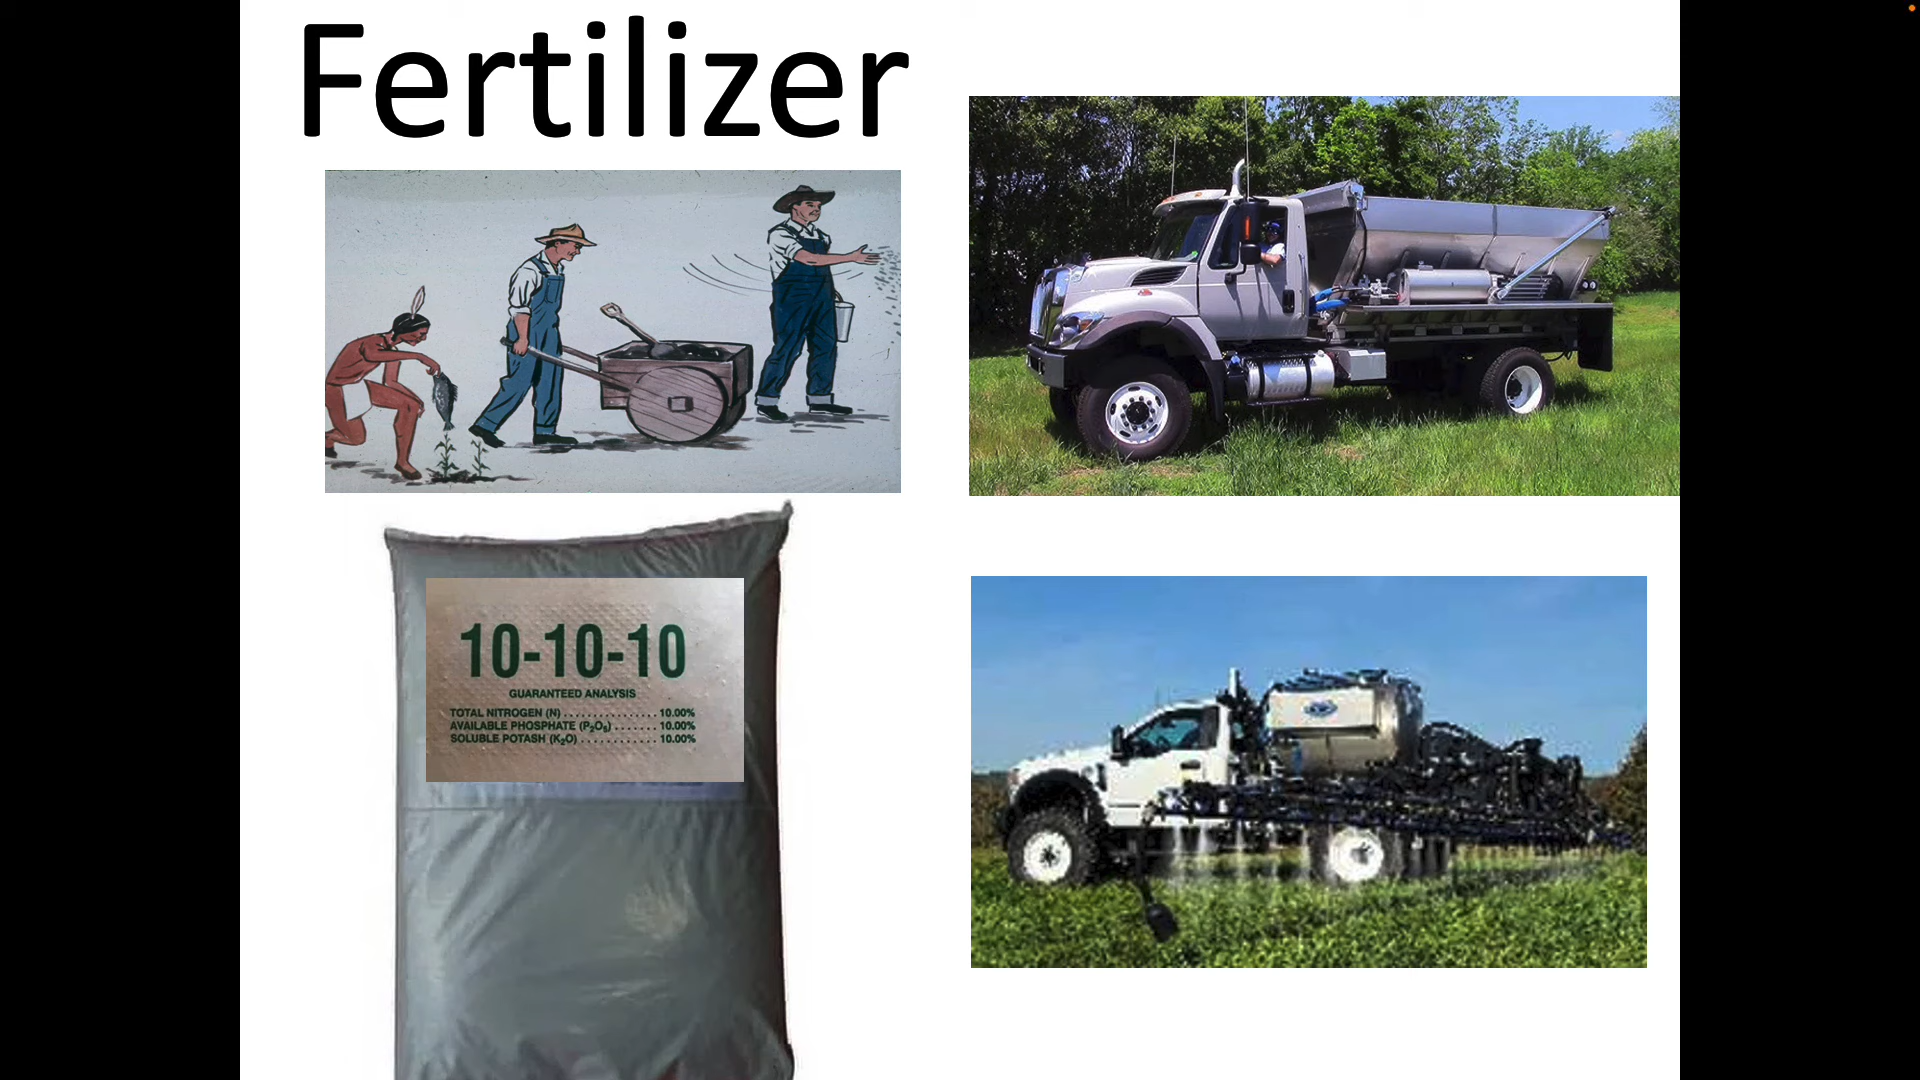 Fertilizer
10-10-10
GUARANTEED ANALYSIS
TOTAL NITROGEN (N) . . . . . . . . . . . . . . . 10.00%
AVAILABLE PHOSPHATE (P₂O₅) . . . . . . . 10.00%
SOLUBLE POTASH (K₂O) . . . . . . . . . . . . 10.00%